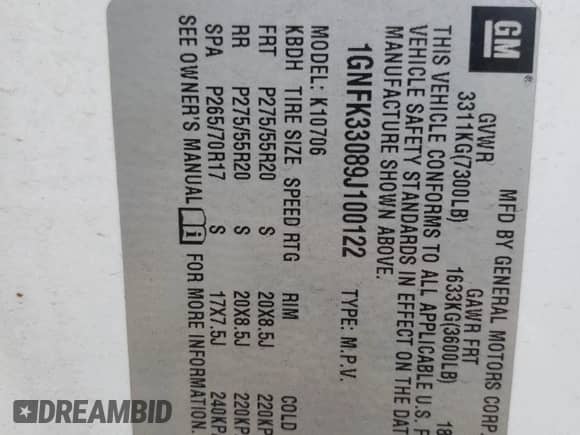 GM
MFD BY GENERAL MOTORS CORP.
GVWR GAWR FRT
3311KG(7300LB) 1633KG(3600LB) 18
THIS VEHICLE CONFORMS TO ALL APPLICABLE U.S. F
VEHICLE SAFETY STANDARDS IN EFFECT ON THE DAT
MANUFACTURE SHOWN ABOVE.
1GNFK33089J100122 TYPE: M.P.V.
MODEL: K10706
KBDH TIRE SIZE SPEED RTG RIM COLD
FRT P275/55R20 S 20X8.5J 220KP
RR P275/55R20 S 20X8.5J 220KP
SPA P265/70R17 S 17X7.5J 240KP
SEE OWNER'S MANUAL i FOR MORE INFORMATION.
DREAMBID